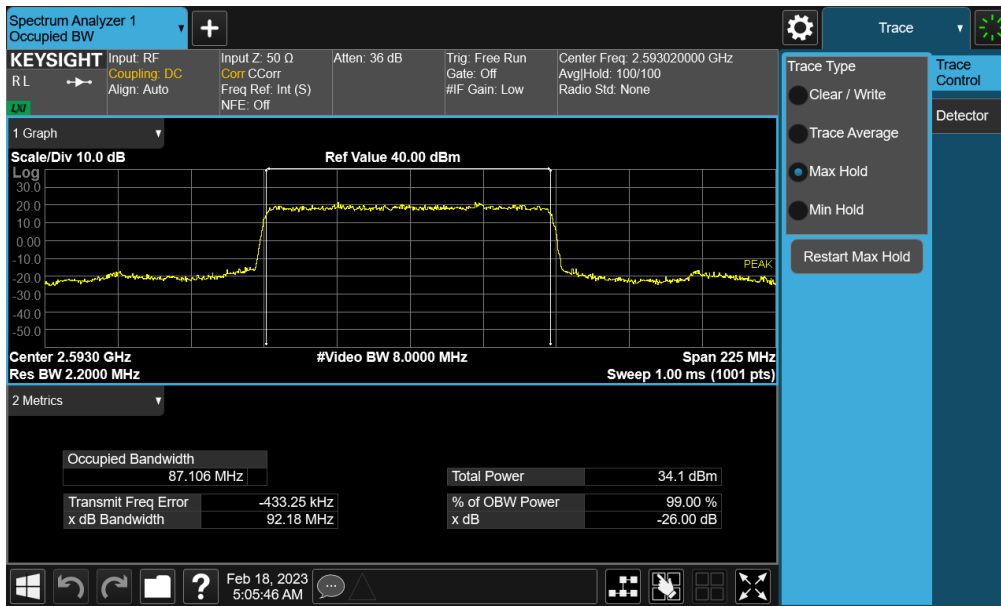 Spectrum Analyzer 1
Occupied BW
Trace
KEYSIGHT
R L
LXI
Input: RF
Coupling: DC
Align: Auto
Input Z: 50 Ω
Corr CCorr
Freq Ref: Int (S)
NFE: Off
Atten: 36 dB
Trig: Free Run
Gate: Off
#IF Gain: Low
Center Freq: 2.593020000 GHz
Avg|Hold: 100/100
Radio Std: None
Trace Type
Clear / Write
Trace Average
Max Hold
Min Hold
Restart Max Hold
Trace
Control
Detector
1 Graph
Scale/Div 10.0 dB
Ref Value 40.00 dBm
Log
30.0
20.0
10.0
0.00
-10.0
-20.0
-30.0
-40.0
-50.0
PEAK
Center 2.5930 GHz
#Video BW 8.0000 MHz
Span 225 MHz
Res BW 2.2000 MHz
Sweep 1.00 ms (1001 pts)
2 Metrics
Occupied Bandwidth
87.106 MHz
Total Power 34.1 dBm
Transmit Freq Error -433.25 kHz
% of OBW Power 99.00 %
x dB Bandwidth 92.18 MHz
x dB -26.00 dB
?
Feb 18, 2023
5:05:46 AM